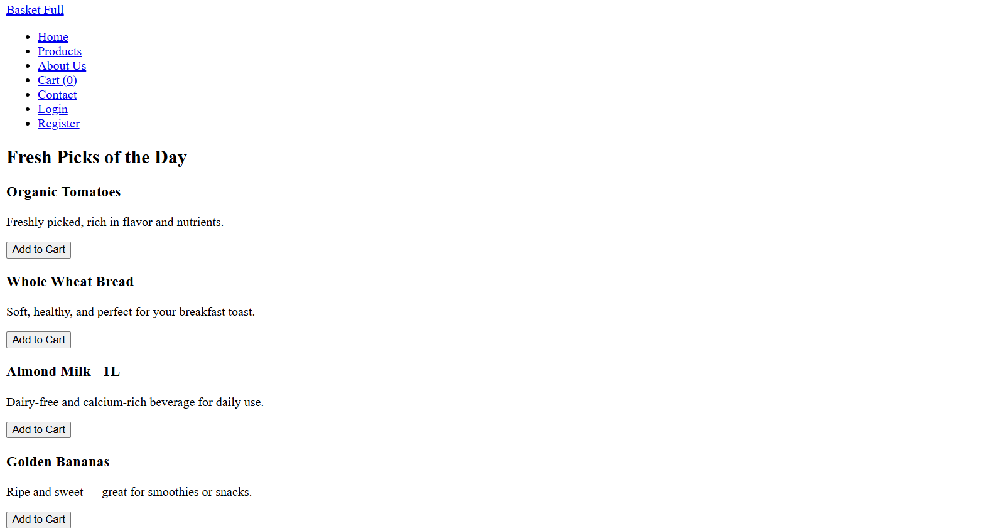 Basket Full
Home
Products
About Us
Cart (0)
Contact
Login
Register
Fresh Picks of the Day
Organic Tomatoes
Freshly picked, rich in flavor and nutrients.
Add to Cart
Whole Wheat Bread
Soft, healthy, and perfect for your breakfast toast.
Add to Cart
Almond Milk - 1L
Dairy-free and calcium-rich beverage for daily use.
Add to Cart
Golden Bananas
Ripe and sweet — great for smoothies or snacks.
Add to Cart